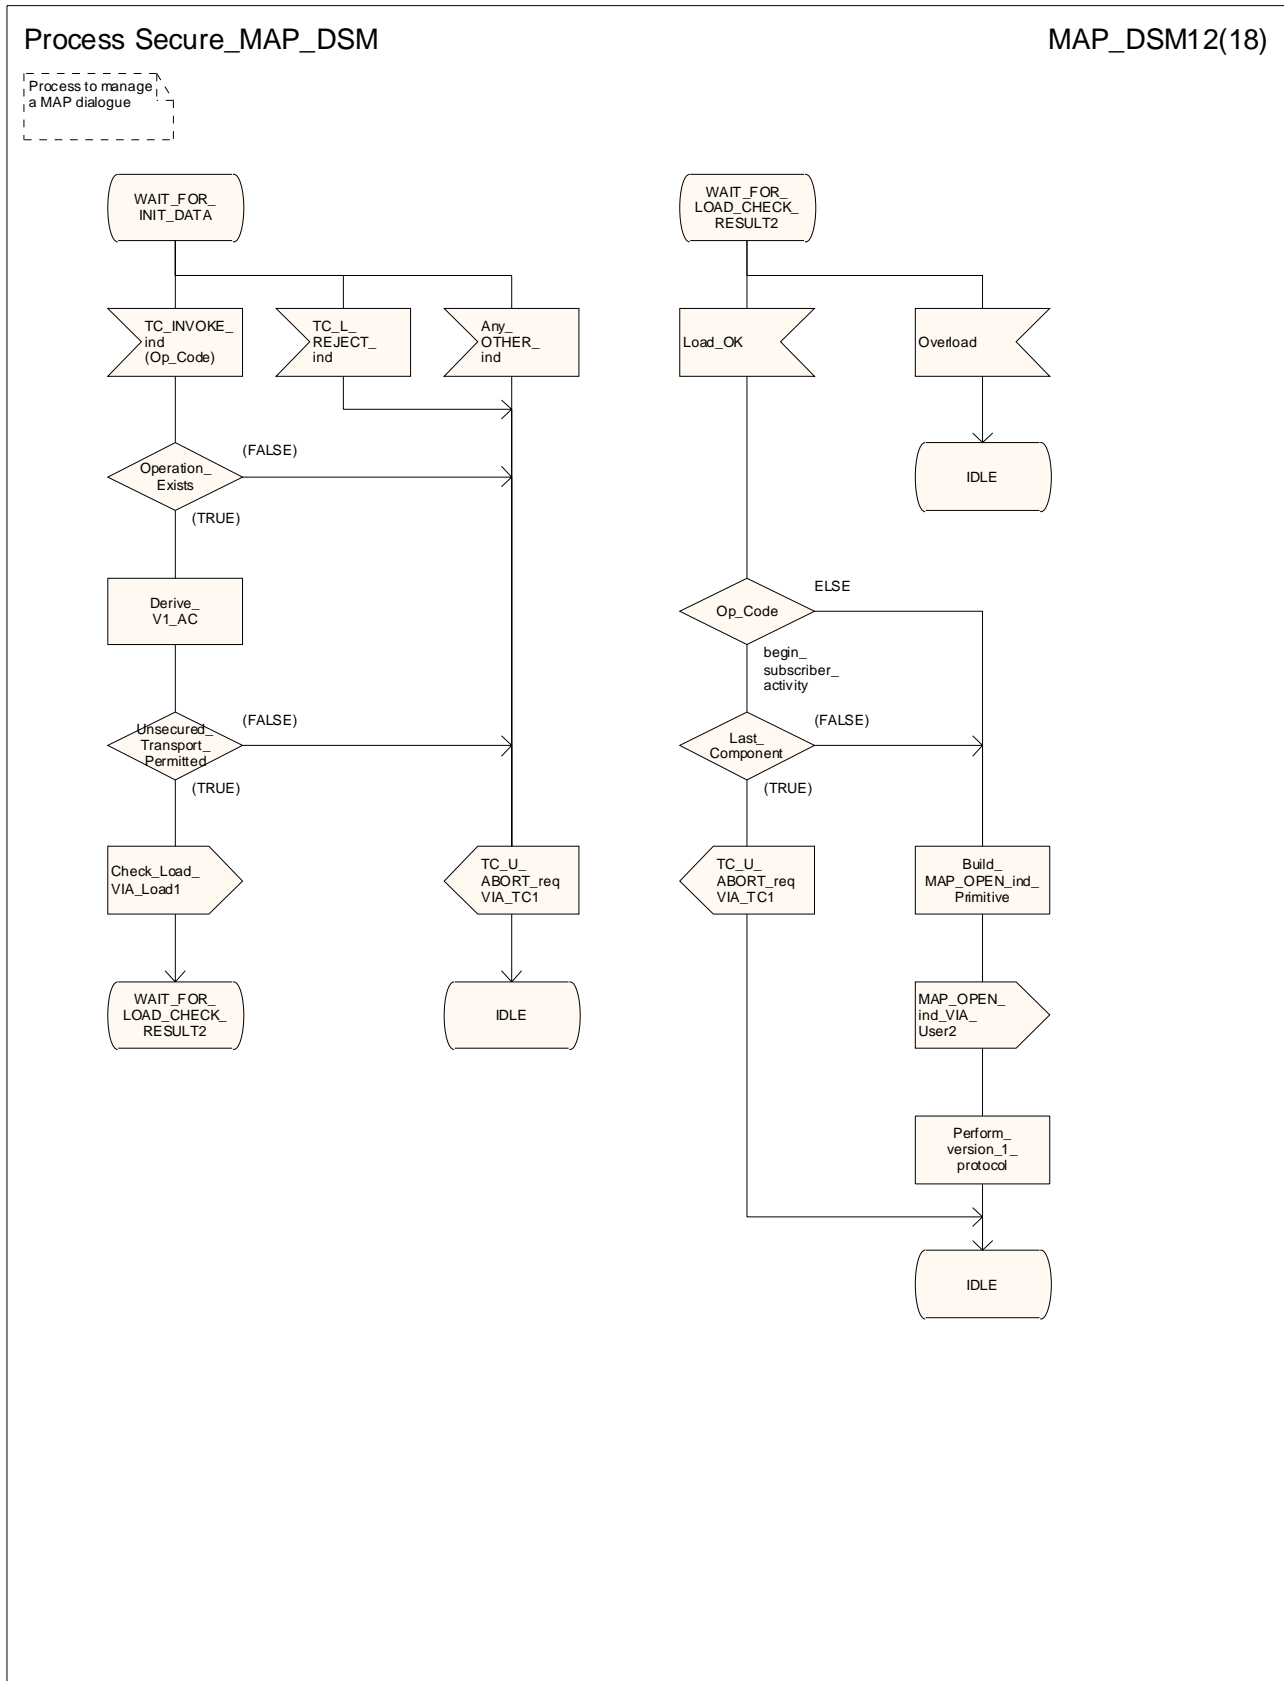 Process Secure_MAP_DSM
MAP_DSM12(18)
Process to manage
a MAP dialogue
WAIT_FOR_
INIT_DATA
TC_INVOKE_
ind
(Op_Code)
TC_L_
REJECT_
ind
Any_
OTHER_
ind
Operation_
Exists
(FALSE)
(TRUE)
Derive_
V1_AC
Unsecured_
Transport_
Permitted
(FALSE)
(TRUE)
Check_Load_
VIA_Load1
TC_U_
ABORT_req
VIA_TC1
WAIT_FOR_
LOAD_CHECK_
RESULT2
IDLE
WAIT_FOR_
LOAD_CHECK_
RESULT2
Load_OK
Overload
IDLE
Op_Code
ELSE
begin_
subscriber_
activity
Last_
Component
(FALSE)
(TRUE)
TC_U_
ABORT_req
VIA_TC1
Build_
MAP_OPEN_ind_
Primitive
MAP_OPEN_
ind_VIA_
User2
Perform_
version_1_
protocol
IDLE